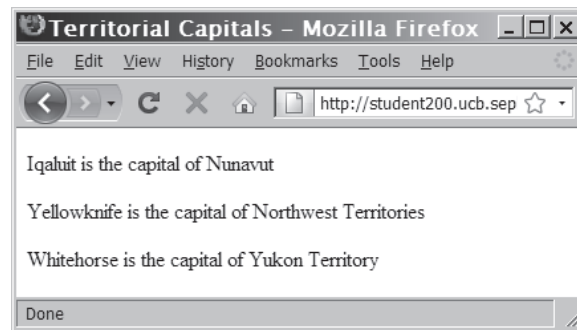 Territorial Capitals – Mozilla Firefox
File Edit View History Bookmarks Tools Help
http://student200.ucb.sep
Iqaluit is the capital of Nunavut
Yellowknife is the capital of Northwest Territories
Whitehorse is the capital of Yukon Territory
Done